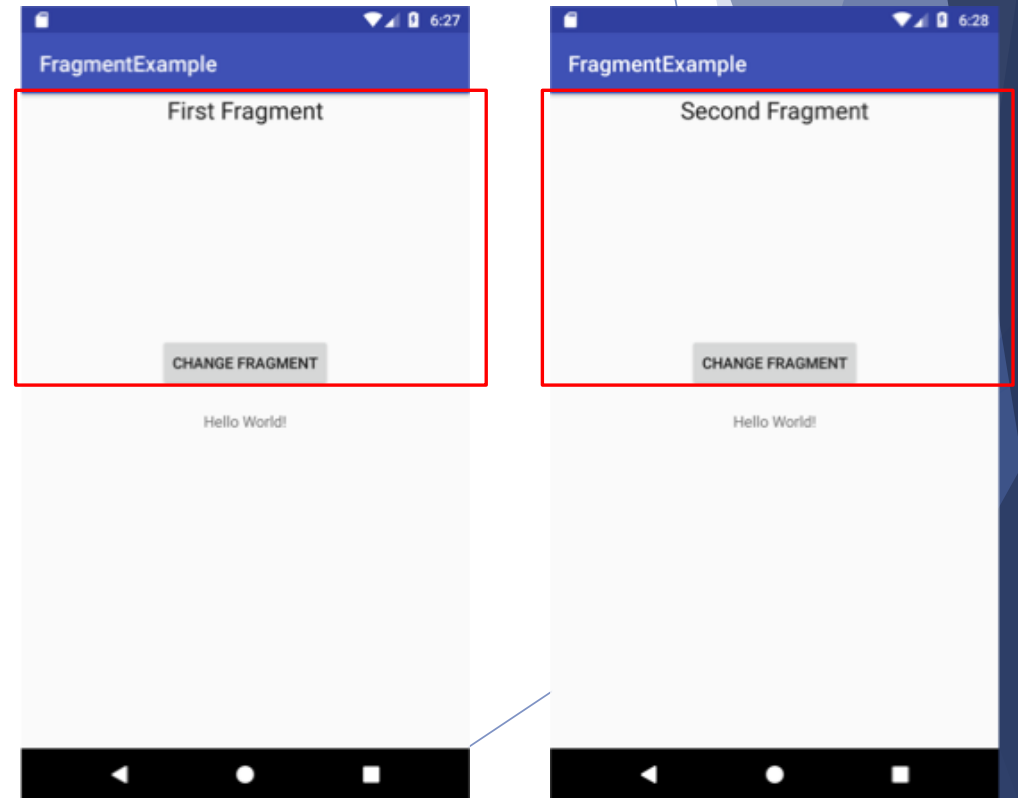 6:27
FragmentExample
First Fragment
CHANGE FRAGMENT
Hello World!
6:28
FragmentExample
Second Fragment
CHANGE FRAGMENT
Hello World!